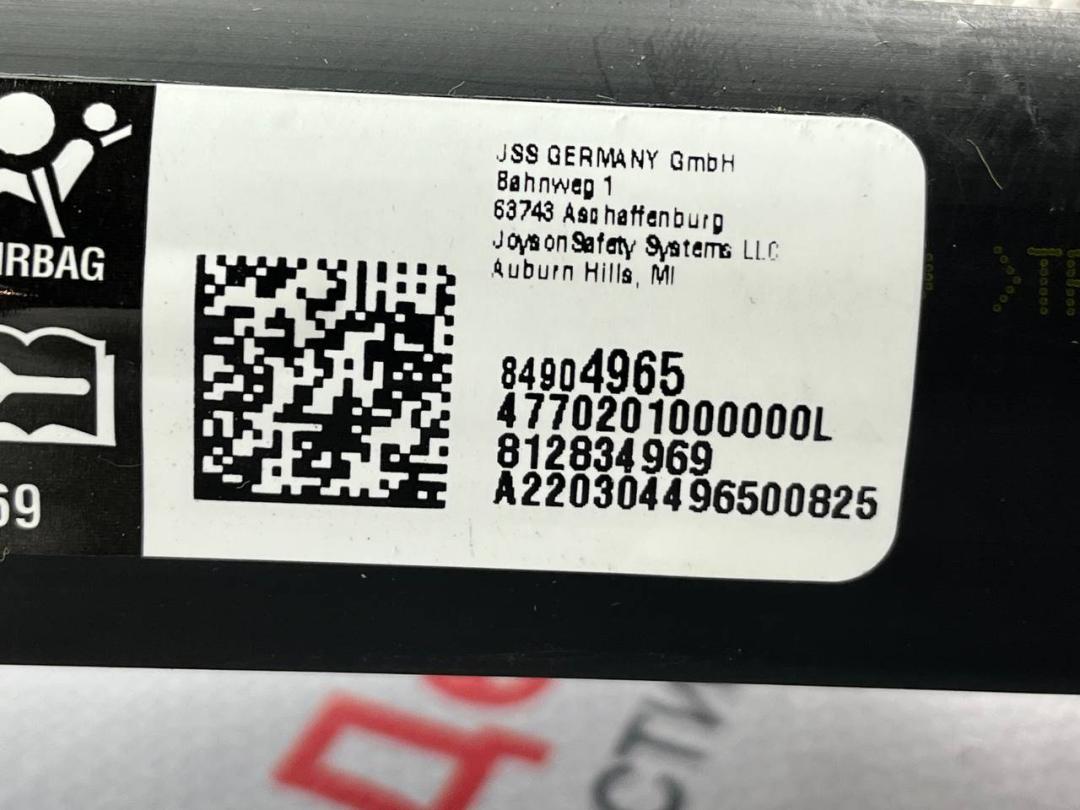 JSS GERMANY GmbH
Bahnweg 1
63743 Aschaffenburg
Joyson Safety Systems LLC
Auburn Hills, MI
84904965
4770201000000L
812834969
A220304496500825
IRBAG
69